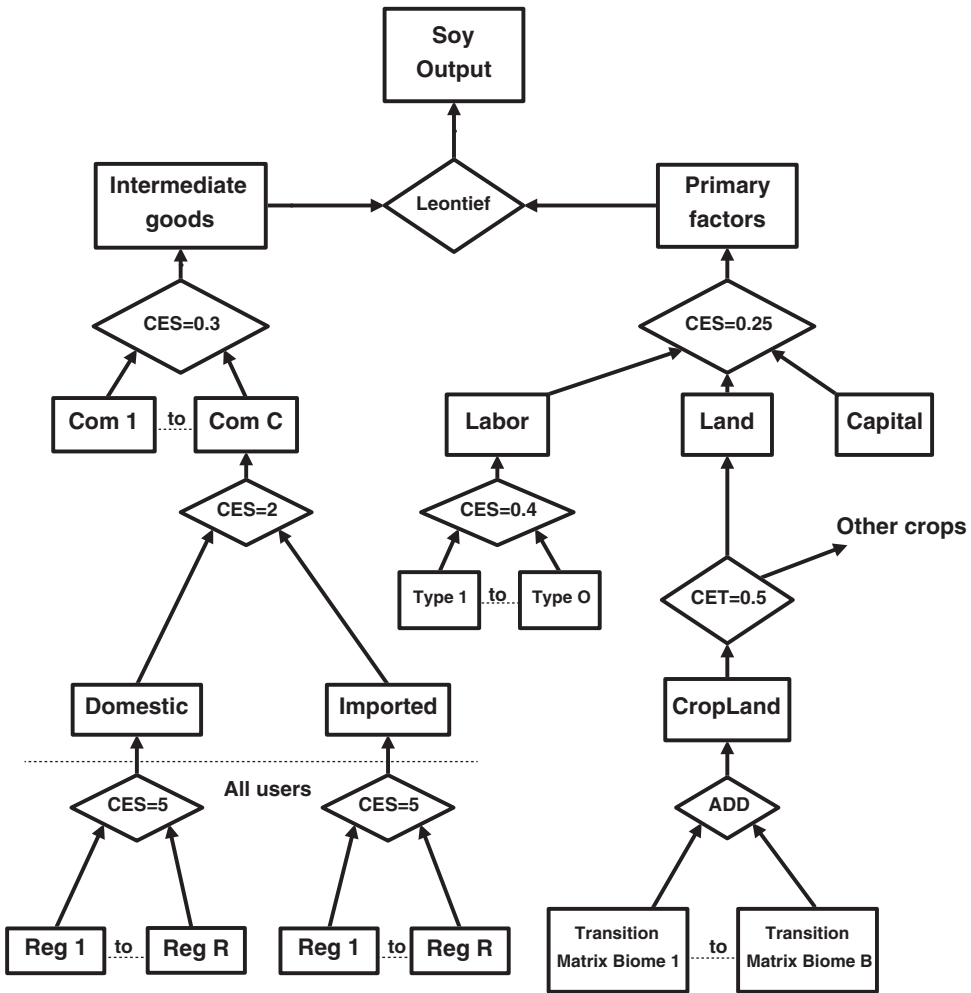 Soy
Output
Intermediate
goods
Leontief
Primary
factors
CES=0.3
CES=0.25
Com 1
to
Com C
Labor
Land
Capital
CES=2
CES=0.4
Other crops
Type 1
to
Type O
CET=0.5
Domestic
Imported
CropLand
All users
CES=5
CES=5
ADD
Reg 1
to
Reg R
Reg 1
to
Reg R
Transition
Matrix Biome 1
to
Transition
Matrix Biome B